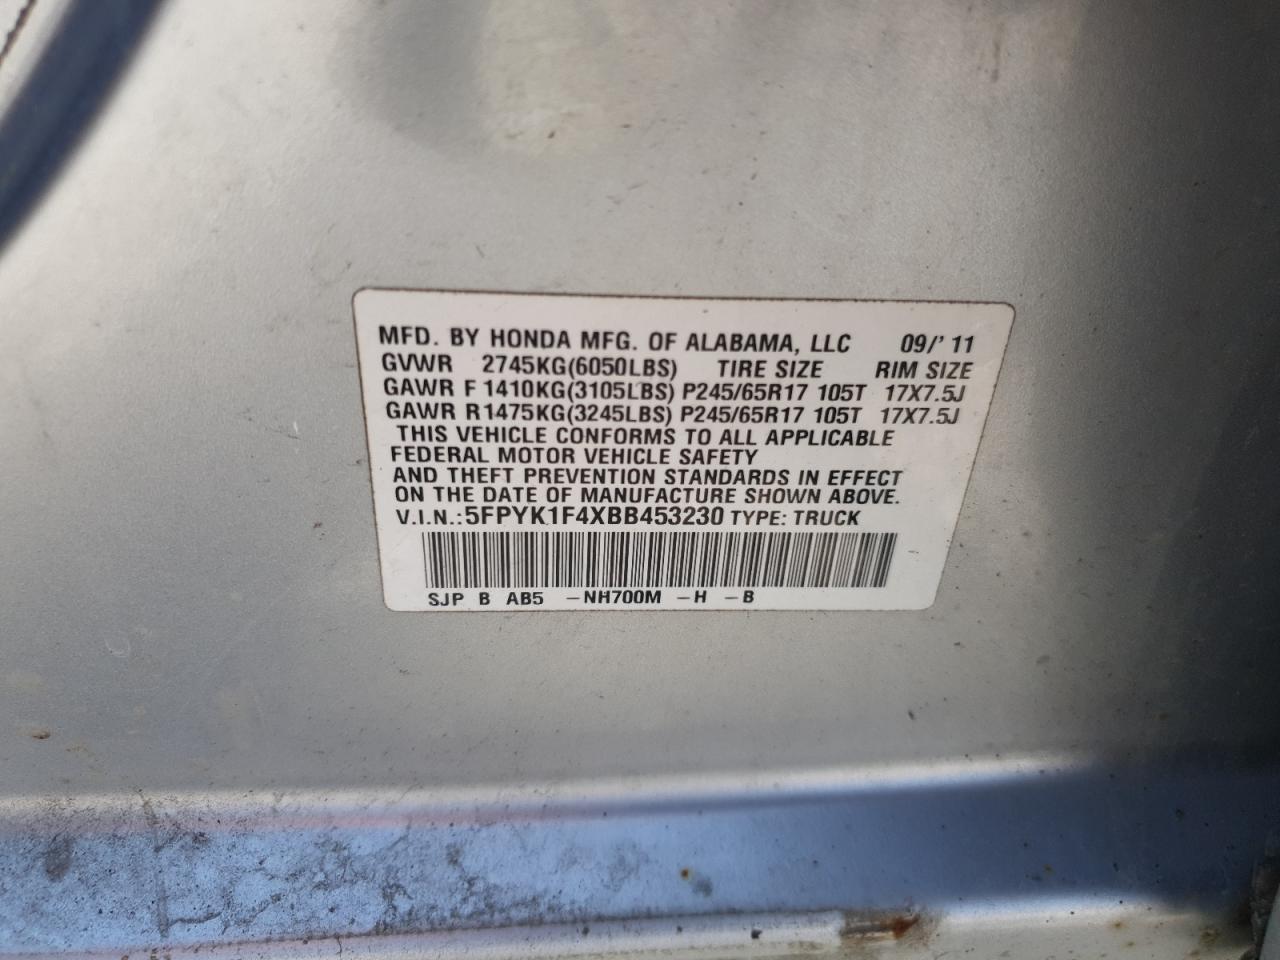 MFD. BY HONDA MFG. OF ALABAMA, LLC 09/' 11
GVWR 2745KG(6050LBS) TIRE SIZE RIM SIZE
GAWR F 1410KG(3105LBS) P245/65R17 105T 17X7.5J
GAWR R1475KG(3245LBS) P245/65R17 105T 17X7.5J
THIS VEHICLE CONFORMS TO ALL APPLICABLE
FEDERAL MOTOR VEHICLE SAFETY
AND THEFT PREVENTION STANDARDS IN EFFECT
ON THE DATE OF MANUFACTURE SHOWN ABOVE.
V.I.N.:5FPYK1F4XBB453230 TYPE: TRUCK
SJP B AB5 -NH700M -H -B